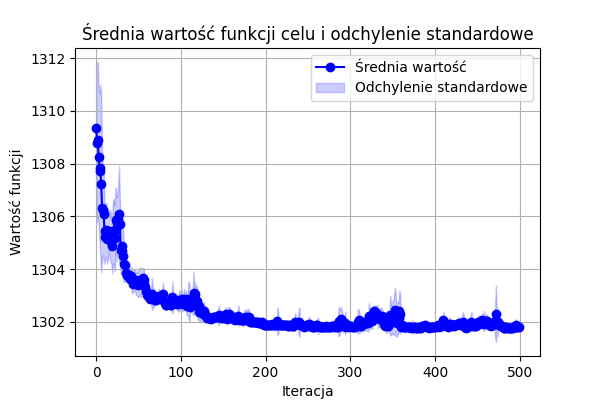 Średnia wartość funkcji celu i odchylenie standardowe
Średnia wartość
Odchylenie standardowe
Wartość funkcji
1312
1310
1308
1306
1304
1302
0 100 200 300 400 500
Iteracja